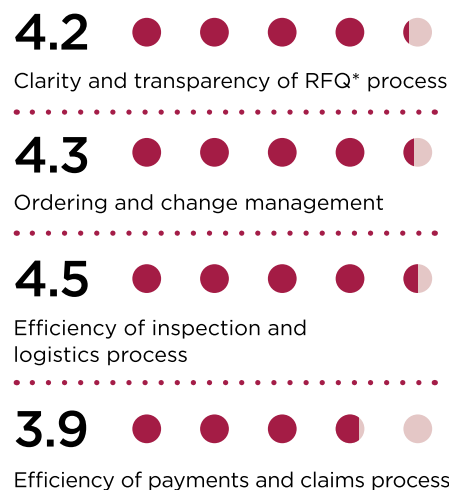 4.2
Clarity and transparency of RFQ* process
4.3
Ordering and change management
4.5
Efficiency of inspection and
logistics process
3.9
Efficiency of payments and claims process